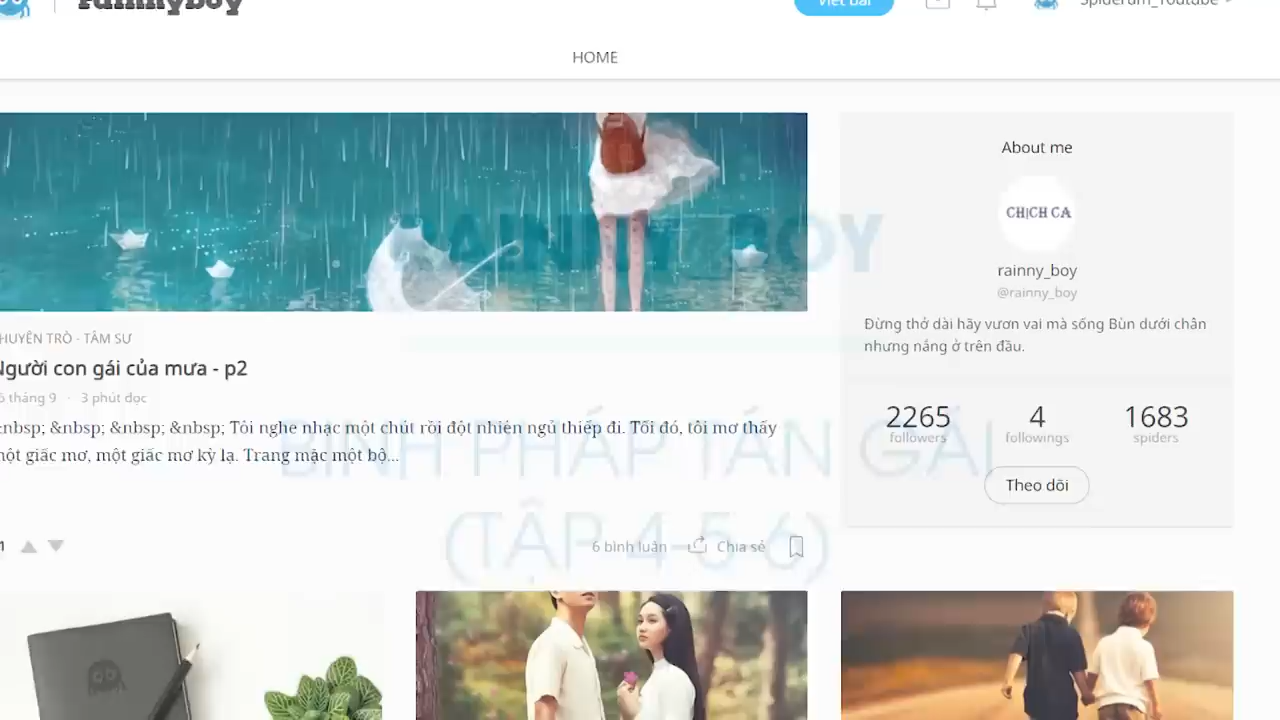 rainnyboy
Viết bài
Spiderum_Youtube
HOME
About me
CHỊCH CA
rainny_boy
@rainny_boy
Đừng thở dài hãy vươn vai mà sống Bùn dưới chân
nhưng nắng ở trên đầu.
2265 4 1683
followers followings spiders
Theo dõi
RAINNY BOY
HUYỆN TRÒ - TÂM SỰ
Người con gái của mưa - p2
6 tháng 9 · 3 phút đọc
nbsp; &nbsp; &nbsp; &nbsp; Tôi nghe nhạc một chút rồi đột nhiên ngủ thiếp đi. Tối đó, tôi mơ thấy
một giấc mơ, một giấc mơ kỳ lạ. Trang mặc một bộ...
BINH PHÁP TÁN GÁI
(TẬP 4-5-6)
1
6 bình luận Chia sẻ